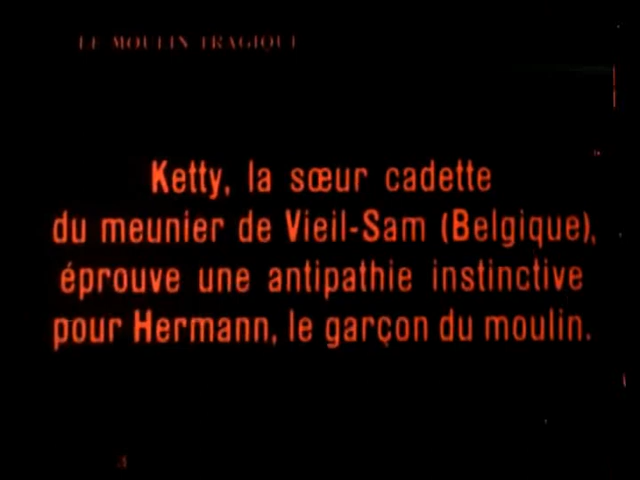 LE MOULIN TRAGIQUE
Ketty, la sœur cadette
du meunier de Vieil-Sam (Belgique),
éprouve une antipathie instinctive
pour Hermann, le garçon du moulin.